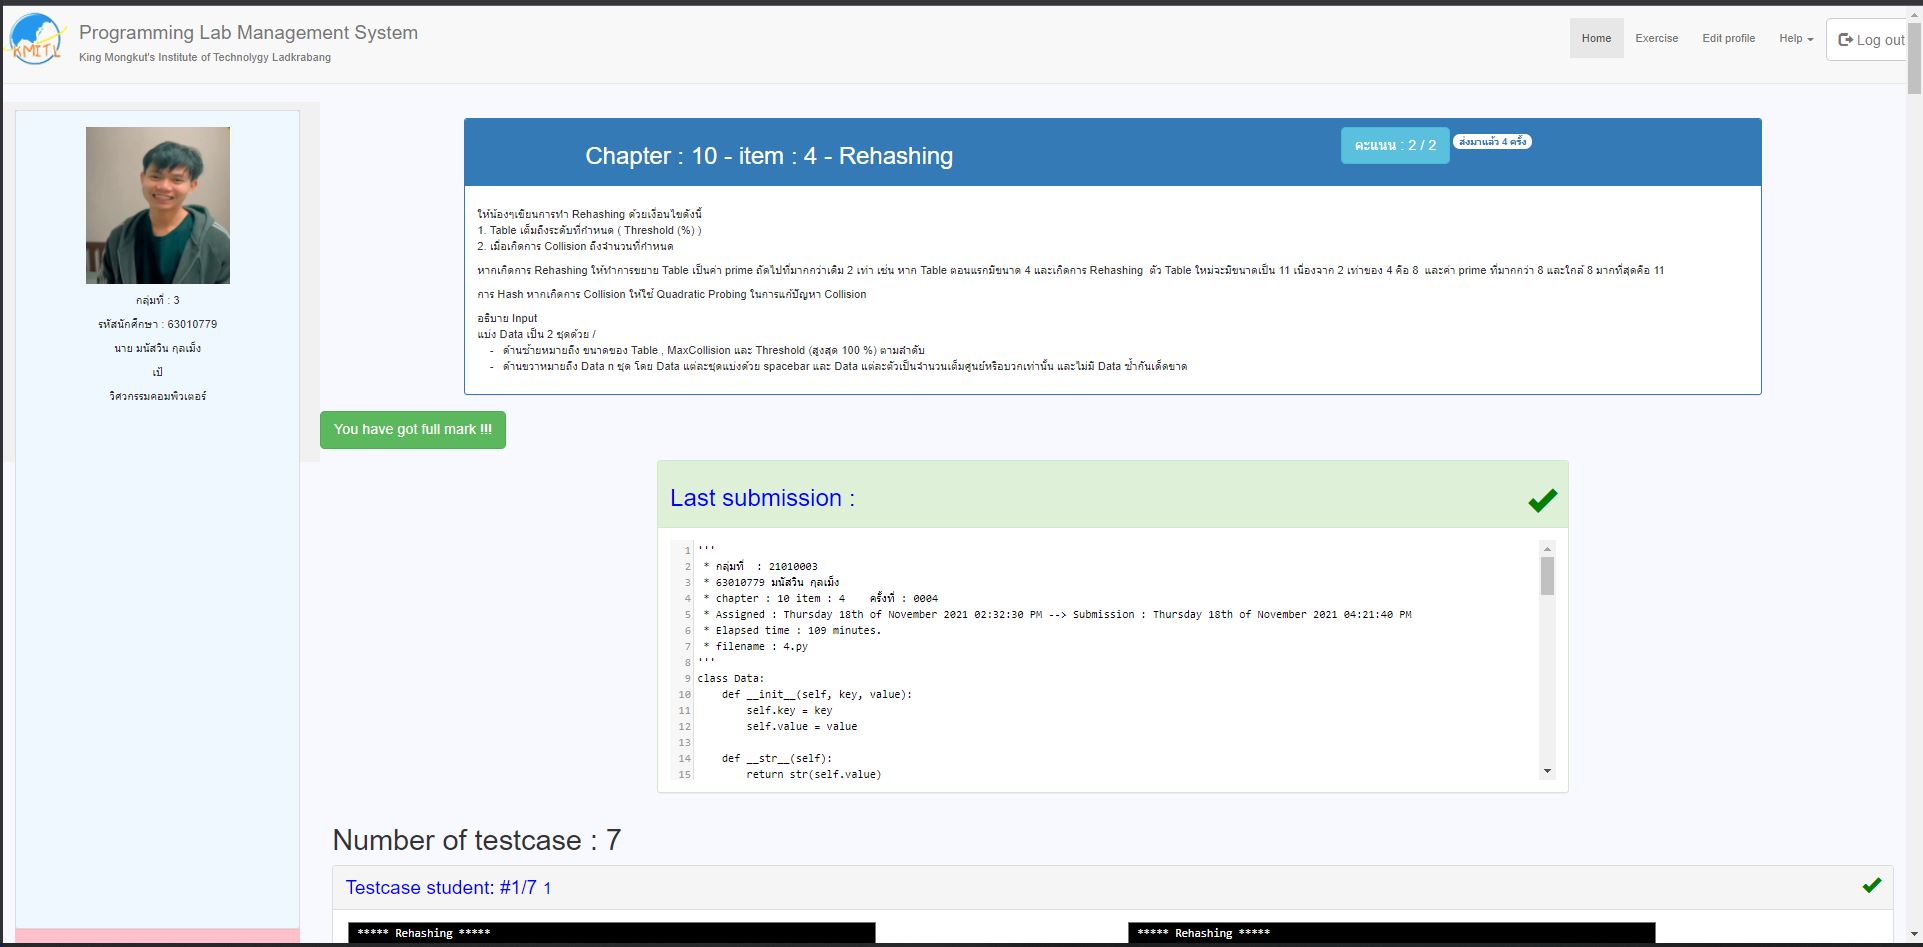 KMITL
Programming Lab Management System
King Mongkut's Institute of Technolygy Ladkrabang
Home
Exercise
Edit profile
Help
Log out
กลุ่มที่ : 3
รหัสนักศึกษา : 63010779
นาย มนัสวิน กุลเม็ง
เป้
วิศวกรรมคอมพิวเตอร์
Chapter : 10 - item : 4 - Rehashing
คะแนน : 2 / 2
ส่งมาแล้ว 4 ครั้ง
ให้น้องๆเขียนการทำ Rehashing ด้วยเงื่อนไขดังนี้
1. Table เต็มถึงระดับที่กำหนด ( Threshold (%) )
2. เมื่อเกิดการ Collision ถึงจำนวนที่กำหนด
หากเกิดการ Rehashing ให้ทำการขยาย Table เป็นค่า prime ถัดไปที่มากกว่าเดิม 2 เท่า เช่น หาก Table ตอนแรกมีขนาด 4 และเกิดการ Rehashing ตัว Table ใหม่จะมีขนาดเป็น 11 เนื่องจาก 2 เท่าของ 4 คือ 8 และค่า prime ที่มากกว่า 8 และใกล้ 8 มากที่สุดคือ 11
การ Hash หากเกิดการ Collision ให้ใช้ Quadratic Probing ในการแก้ปัญหา Collision
อธิบาย Input
แบ่ง Data เป็น 2 ชุดด้วย /
- ด้านซ้ายหมายถึง ขนาดของ Table , MaxCollision และ Threshold (สูงสุด 100 %) ตามลำดับ
- ด้านขวาหมายถึง Data n ชุด โดย Data แต่ละชุดแบ่งด้วย spacebar และ Data แต่ละตัวเป็นจำนวนเต็มศูนย์หรือบวกเท่านั้น และไม่มี Data ซ้ำกันเด็ดขาด
You have got full mark !!!
Last submission :
1 '''
2 * กลุ่มที่ : 21010003
3 * 63010779 มนัสวิน กุลเม็ง
4 * chapter : 10 item : 4 ครั้งที่ : 0004
5 * Assigned : Thursday 18th of November 2021 02:32:30 PM --> Submission : Thursday 18th of November 2021 04:21:40 PM
6 * Elapsed time : 109 minutes.
7 * filename : 4.py
8 '''
9 class Data:
10 def __init__(self, key, value):
11 self.key = key
12 self.value = value
13
14 def __str__(self):
15 return str(self.value)
Number of testcase : 7
Testcase student: #1/7 1
***** Rehashing *****
***** Rehashing *****